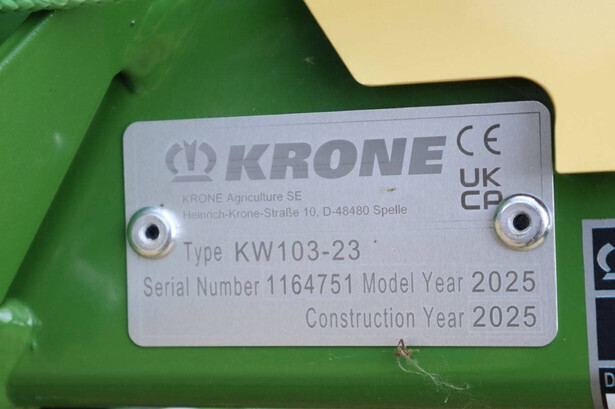 KRONE
CE
UK
CA
KRONE Agriculture SE
Heinrich-Krone-Straße 10, D-48480 Spelle
Type KW103-23
Serial Number 1164751 Model Year 2025
Construction Year 2025
D